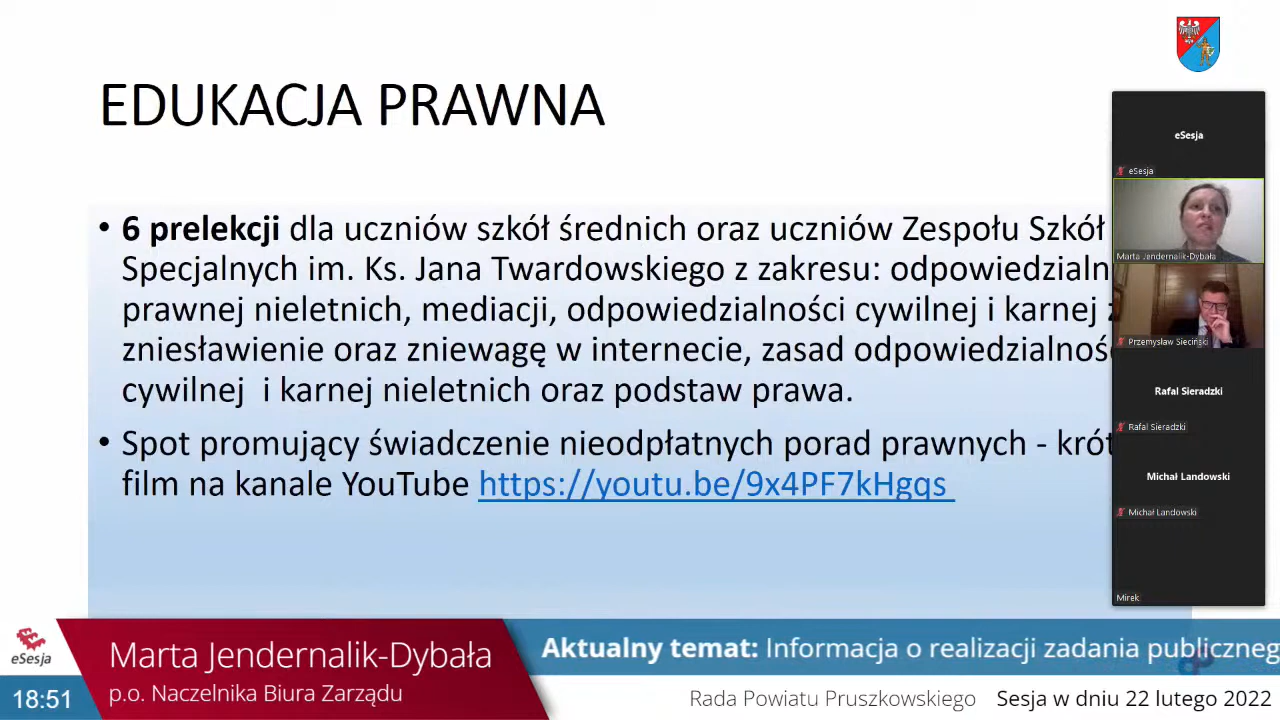 EDUKACJA PRAWNA
• 6 prelekcji dla uczniów szkół średnich oraz uczniów Zespołu Szkół
Specjalnych im. Ks. Jana Twardowskiego z zakresu: odpowiedzialn
prawnej nieletnich, mediacji, odpowiedzialności cywilnej i karnej z
zniesławienie oraz zniewagę w internecie, zasad odpowiedzialnośc
cywilnej i karnej nieletnich oraz podstaw prawa.
• Spot promujący świadczenie nieodpłatnych porad prawnych - krót
film na kanale YouTube https://youtu.be/9x4PF7kHgqs
eSesja
eSesja
Marta Jendernalik-Dybała
Przemysław Sieciński
Rafal Sieradzki
Rafal Sieradzki
Michał Landowski
Michał Landowski
Mirek
eSesja
18:51
Marta Jendernalik-Dybała
p.o. Naczelnika Biura Zarządu
Aktualny temat: Informacja o realizacji zadania publiczneg
Rada Powiatu Pruszkowskiego Sesja w dniu 22 lutego 2022